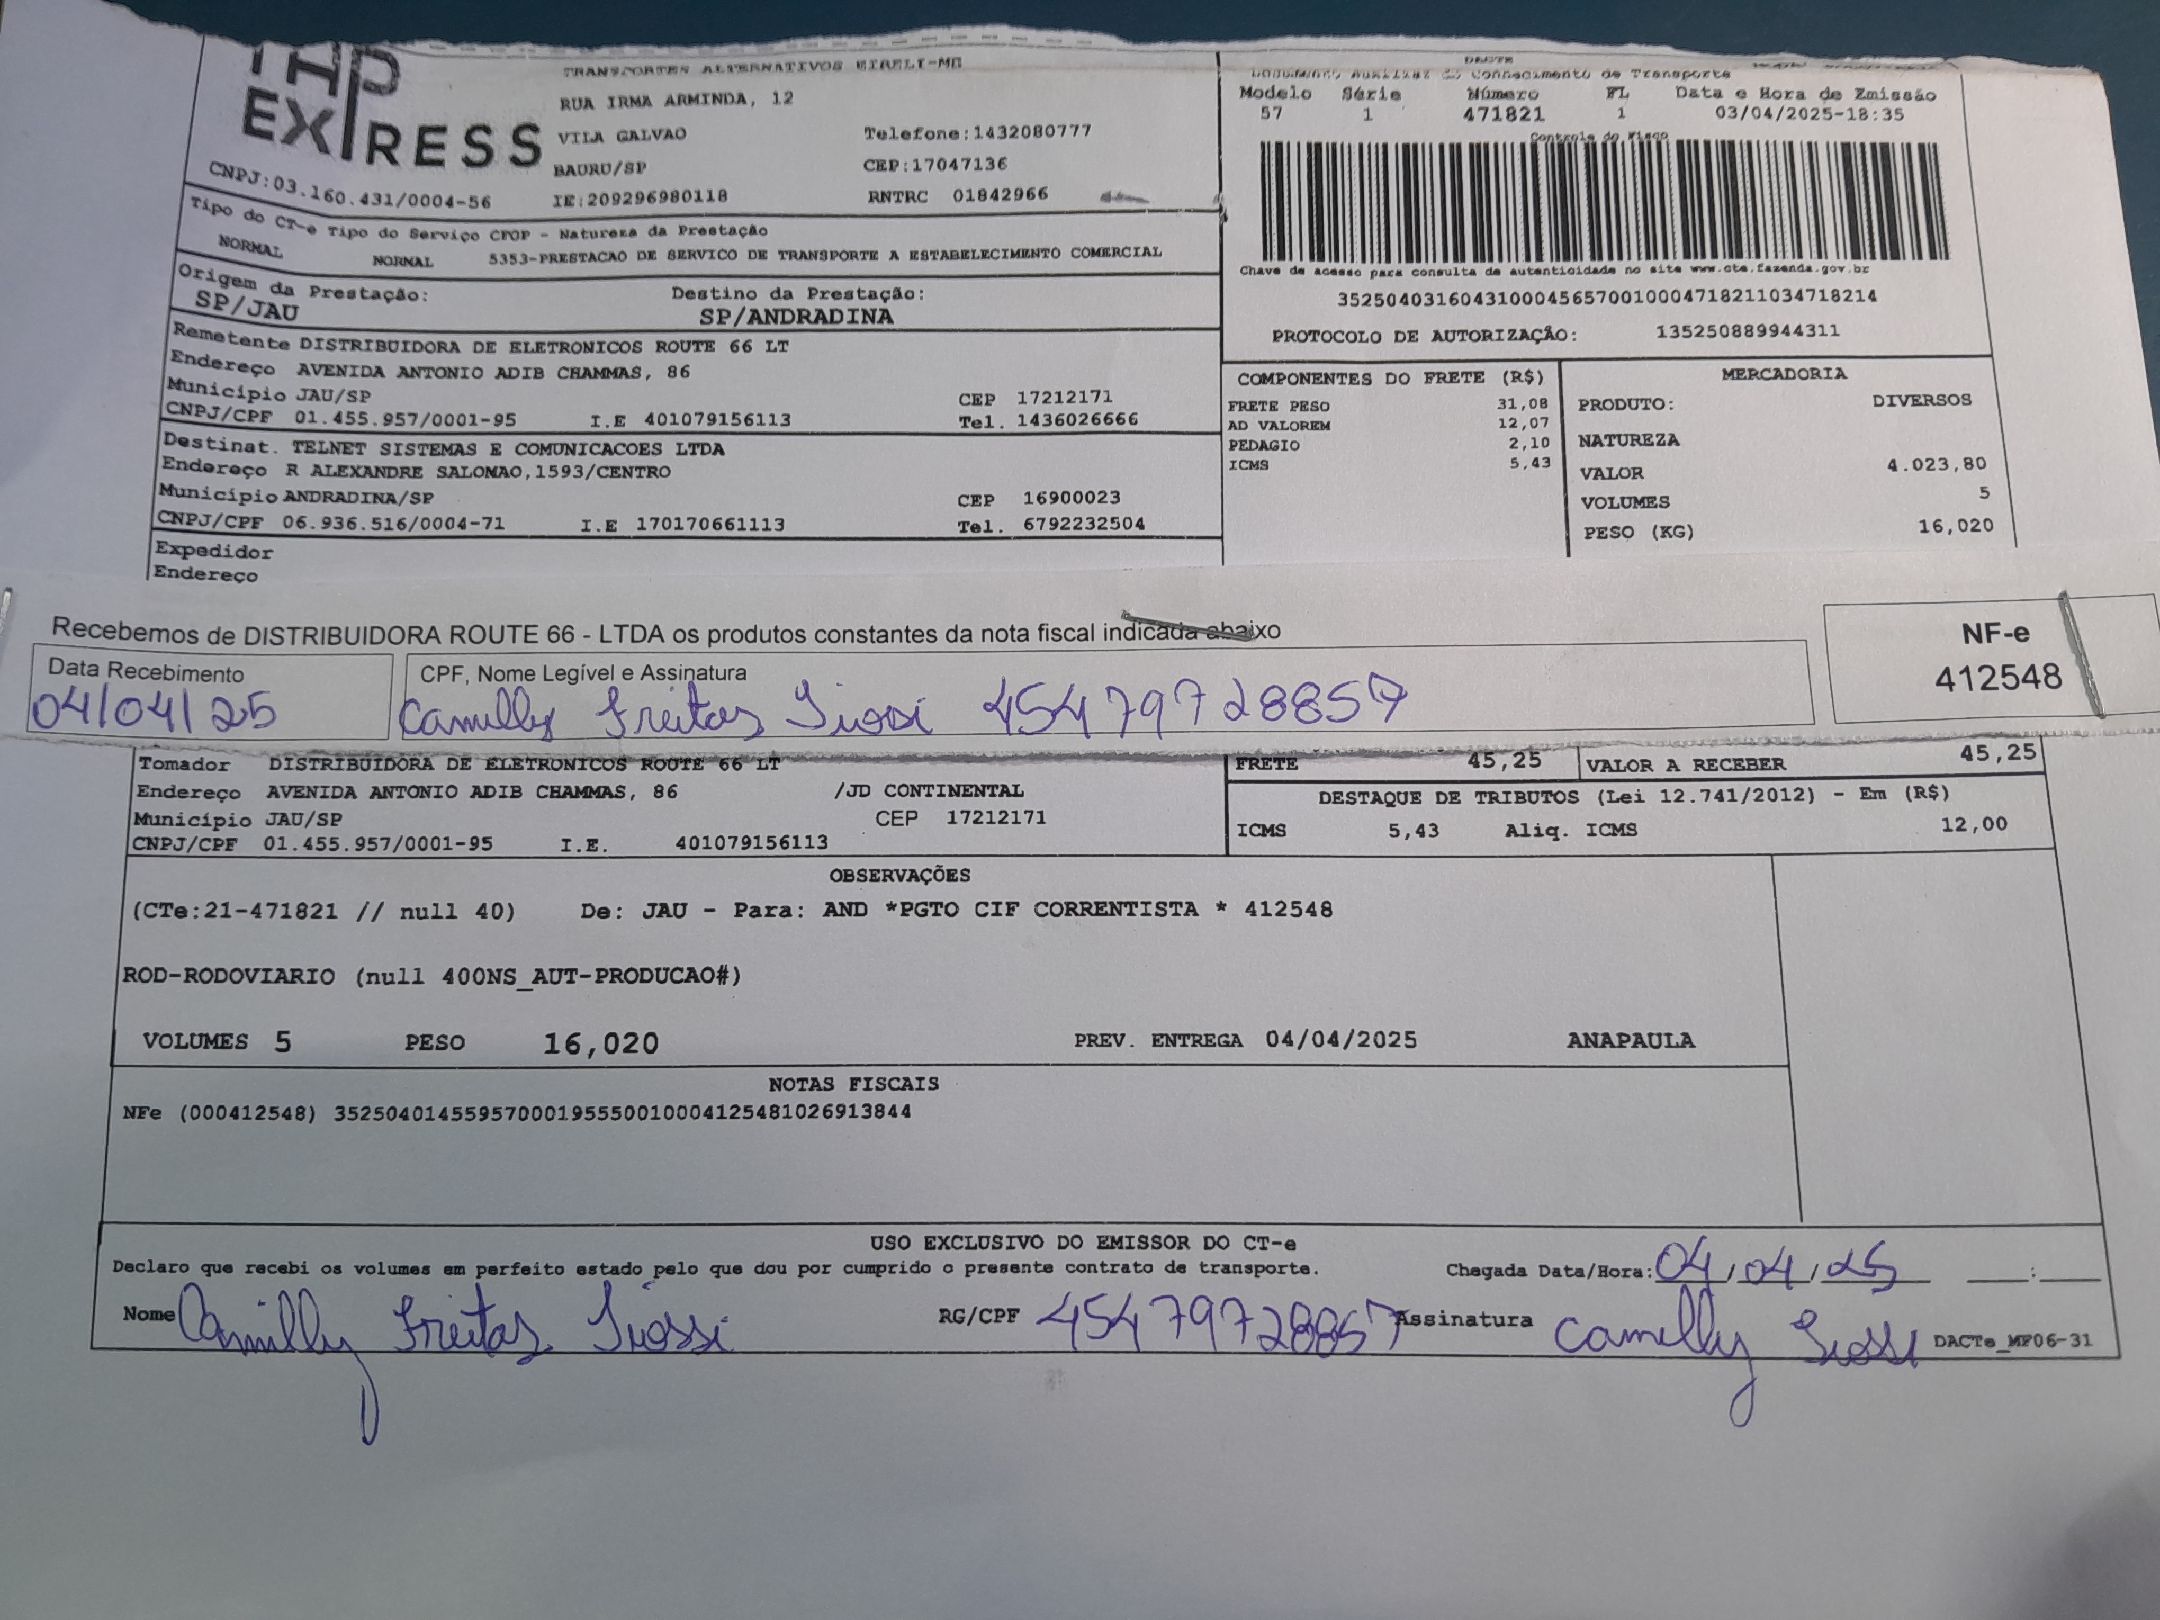 THP
EXPRESS
TRANSPORTES ALTERNATIVOS EIRELI-ME
RUA IRMA ARMINDA, 12
VILA GALVAO Telefone:1432080777
BAURU/SP CEP:17047136
CNPJ:03.160.431/0004-56 IE:209296980118 RNTRC 01842966
DACTE
Documento Auxiliar do Conhecimento de Transporte
Modelo Série Número FL Data e Hora de Emissão
57 1 471821 1 03/04/2025-18:35
Controle do Fisco
Chave de acesso para consulta de autenticidade no site www.cte.fazenda.gov.br
35250403160431000456570010004718211034718214
PROTOCOLO DE AUTORIZAÇÃO: 135250889944311
Tipo do CT-e Tipo do Serviço CFOP - Natureza da Prestação
NORMAL NORMAL 5353-PRESTACAO DE SERVICO DE TRANSPORTE A ESTABELECIMENTO COMERCIAL
Origem da Prestação: Destino da Prestação:
SP/JAU SP/ANDRADINA
Remetente DISTRIBUIDORA DE ELETRONICOS ROUTE 66 LT
Endereço AVENIDA ANTONIO ADIB CHAMMAS, 86
Município JAU/SP CEP 17212171
CNPJ/CPF 01.455.957/0001-95 I.E 401079156113 Tel. 1436026666
Destinat. TELNET SISTEMAS E COMUNICACOES LTDA
Endereço R ALEXANDRE SALOMAO,1593/CENTRO
Município ANDRADINA/SP CEP 16900023
CNPJ/CPF 06.936.516/0004-71 I.E 170170661113 Tel. 6792232504
Expedidor
Endereço
COMPONENTES DO FRETE (R$)
FRETE PESO 31,08
AD VALOREM 12,07
PEDAGIO 2,10
ICMS 5,43
MERCADORIA
PRODUTO: DIVERSOS
NATUREZA
VALOR 4.023,80
VOLUMES 5
PESO (KG) 16,020
Recebemos de DISTRIBUIDORA ROUTE 66 - LTDA os produtos constantes da nota fiscal indicada abaixo
Data Recebimento CPF, Nome Legível e Assinatura
04/04/25 Camilly Freitas Siossi 45479728857
NF-e
412548
Tomador DISTRIBUIDORA DE ELETRONICOS ROUTE 66 LT
Endereço AVENIDA ANTONIO ADIB CHAMMAS, 86 /JD CONTINENTAL
Município JAU/SP CEP 17212171
CNPJ/CPF 01.455.957/0001-95 I.E. 401079156113
FRETE 45,25 VALOR A RECEBER 45,25
DESTAQUE DE TRIBUTOS (Lei 12.741/2012) - Em (R$)
ICMS 5,43 Aliq. ICMS 12,00
OBSERVAÇÕES
(CTe:21-471821 // null 40) De: JAU - Para: AND *PGTO CIF CORRENTISTA * 412548
ROD-RODOVIARIO (null 400NS_AUT-PRODUCAO#)
VOLUMES 5 PESO 16,020 PREV. ENTREGA 04/04/2025 ANAPAULA
NOTAS FISCAIS
NFe (000412548) 35250401455957000195550010004125481026913844
USO EXCLUSIVO DO EMISSOR DO CT-e
Declaro que recebi os volumes em perfeito estado pelo que dou por cumprido o presente contrato de transporte. Chegada Data/Hora: 04/04/25 ___:___
Nome Camilly Freitas Siossi RG/CPF 45479728857 Assinatura Camilly Siossi DACTe_MF06-31